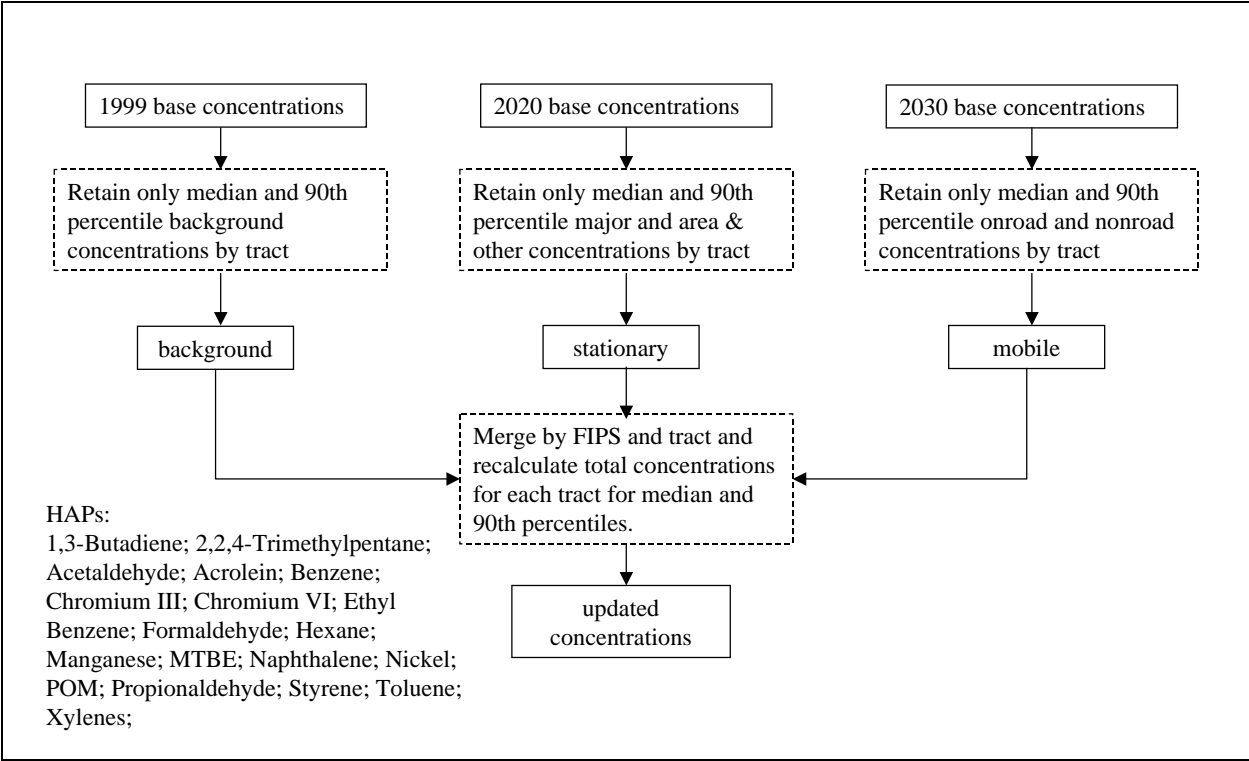 1999 base concentrations
2020 base concentrations
2030 base concentrations
Retain only median and 90th
percentile background
concentrations by tract
Retain only median and 90th
percentile major and area &
other concentrations by tract
Retain only median and 90th
percentile onroad and nonroad
concentrations by tract
background
stationary
mobile
Merge by FIPS and tract and
recalculate total concentrations
for each tract for median and
90th percentiles.
HAPs:
1,3-Butadiene; 2,2,4-Trimethylpentane;
Acetaldehyde; Acrolein; Benzene;
Chromium III; Chromium VI; Ethyl
Benzene; Formaldehyde; Hexane;
Manganese; MTBE; Naphthalene; Nickel;
POM; Propionaldehyde; Styrene; Toluene;
Xylenes;
updated
concentrations